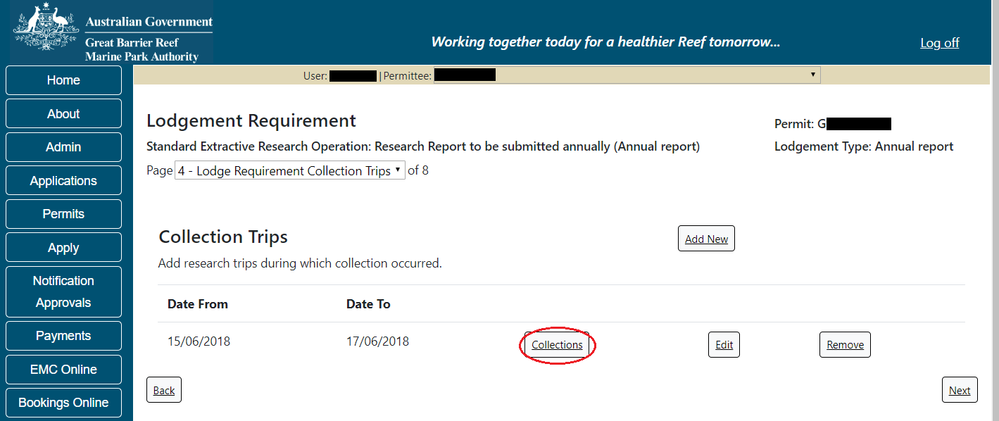 Australian Government
Great Barrier Reef
Marine Park Authority
Working together today for a healthier Reef tomorrow...
Log off
Home
About
Admin
Applications
Permits
Apply
Notification
Approvals
Payments
EMC Online
Bookings Online
User: | Permittee:
Lodgement Requirement
Permit: G
Standard Extractive Research Operation: Research Report to be submitted annually (Annual report)
Lodgement Type: Annual report
Page 4 - Lodge Requirement Collection Trips of 8
Collection Trips
Add New
Add research trips during which collection occurred.
Date From Date To
15/06/2018 17/06/2018 Collections Edit Remove
Back
Next